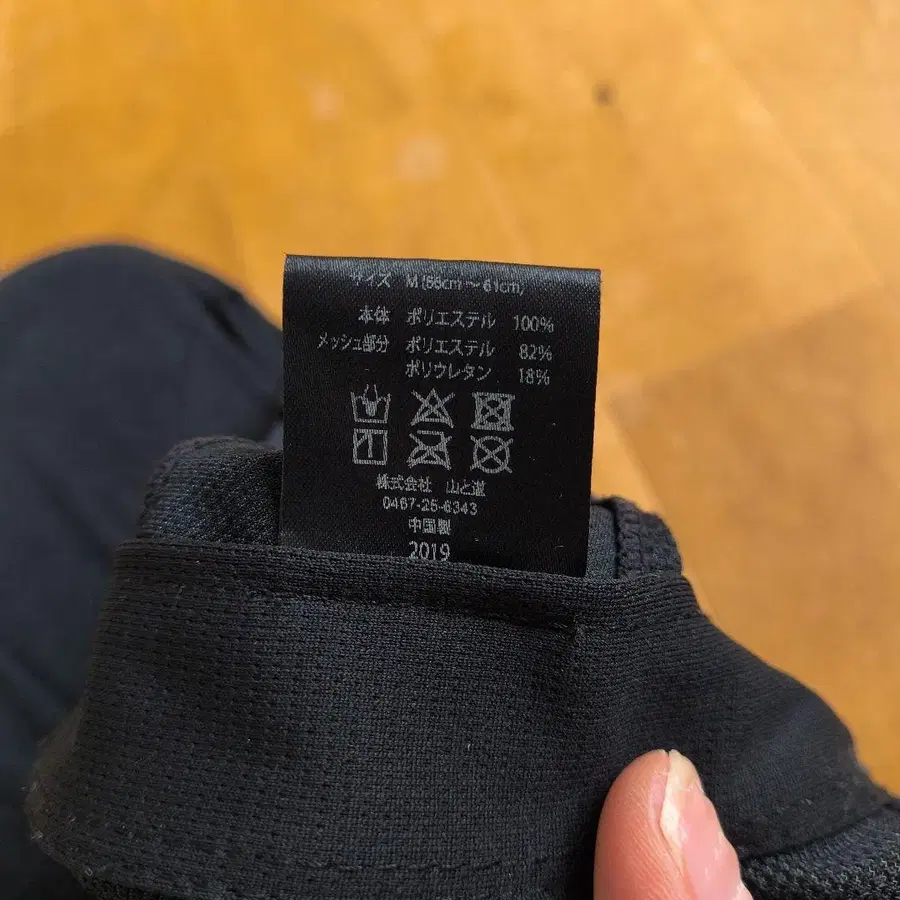 サイズ M (56cm ～ 61cm)
本体 ポリエステル 100%
メッシュ部分 ポリエステル 82%
ポリウレタン 18%
株式会社 山と道
0467-25-6343
中国製
2019